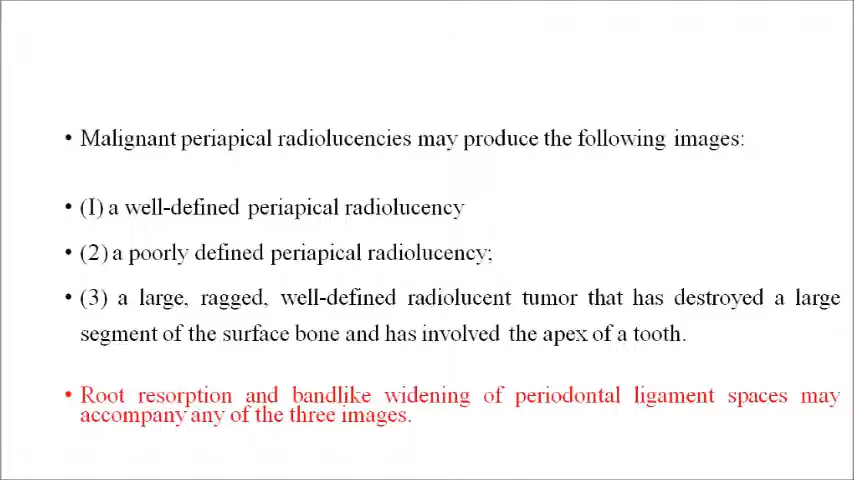 • Malignant periapical radiolucencies may produce the following images:
• (I) a well-defined periapical radiolucency
• (2) a poorly defined periapical radiolucency;
• (3) a large, ragged, well-defined radiolucent tumor that has destroyed a large
segment of the surface bone and has involved the apex of a tooth.
• Root resorption and bandlike widening of periodontal ligament spaces may
accompany any of the three images.